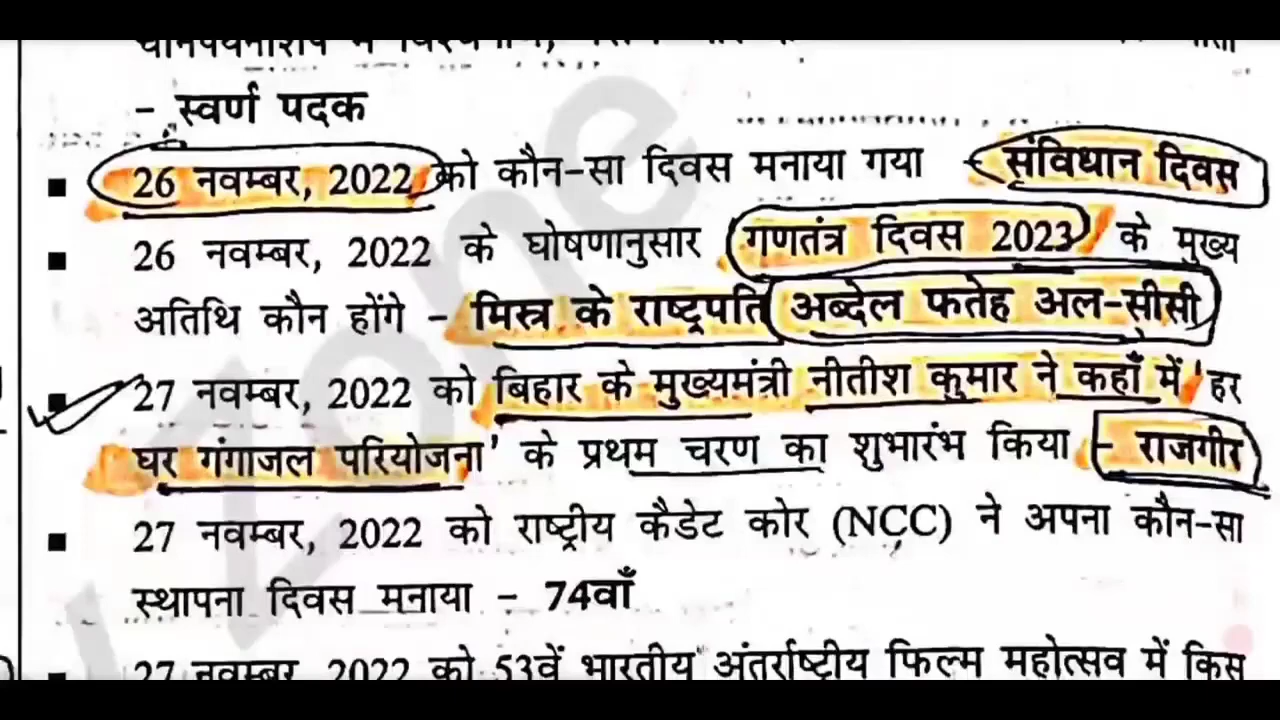 - स्वर्ण पदक
▪ 26 नवम्बर, 2022 को कौन-सा दिवस मनाया गया - संविधान दिवस
▪ 26 नवम्बर, 2022 के घोषणानुसार गणतंत्र दिवस 2023 के मुख्य
अतिथि कौन होंगे - मिस्र के राष्ट्रपति अब्देल फतेह अल-सीसी
▪ 27 नवम्बर, 2022 को बिहार के मुख्यमंत्री नीतीश कुमार ने कहाँ में 'हर
घर गंगाजल परियोजना' के प्रथम चरण का शुभारंभ किया - राजगीर
▪ 27 नवम्बर, 2022 को राष्ट्रीय कैडेट कोर (NCC) ने अपना कौन-सा
स्थापना दिवस मनाया - 74वाँ
▪ 27 नवम्बर, 2022 को 53वें भारतीय अंतर्राष्ट्रीय फिल्म महोत्सव में किस
Zone